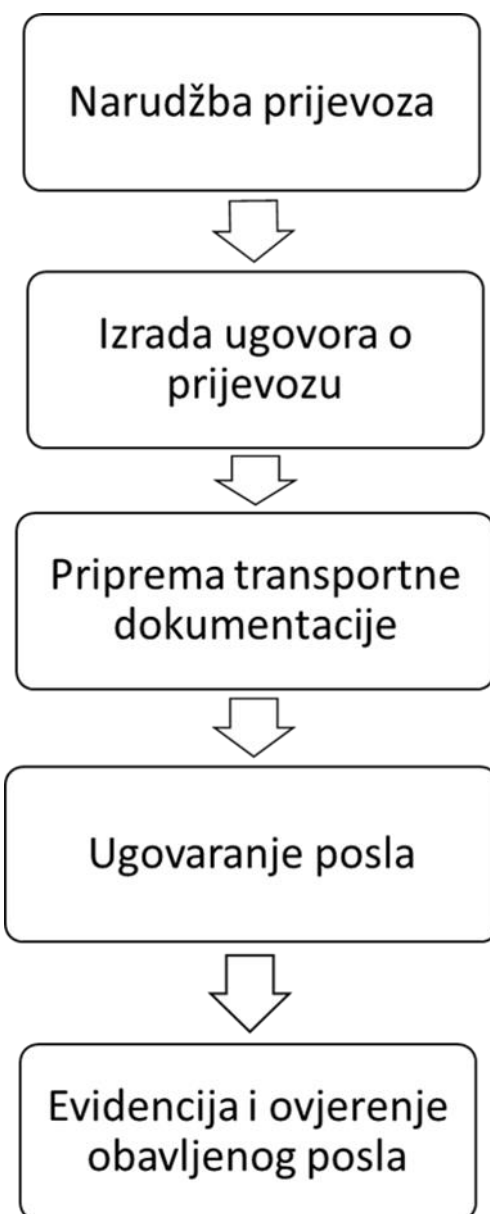 Narudžba prijevoza
Izrada ugovora o
prijevozu
Priprema transportne
dokumentacije
Ugovaranje posla
Evidencija i ovjerenje
obavljenog posla